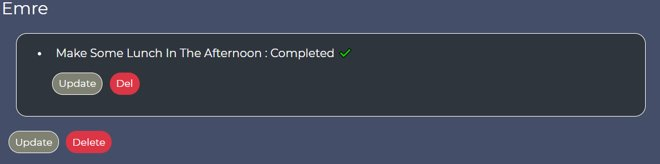 Emre
Make Some Lunch In The Afternoon : Completed
Update Del
Update Delete